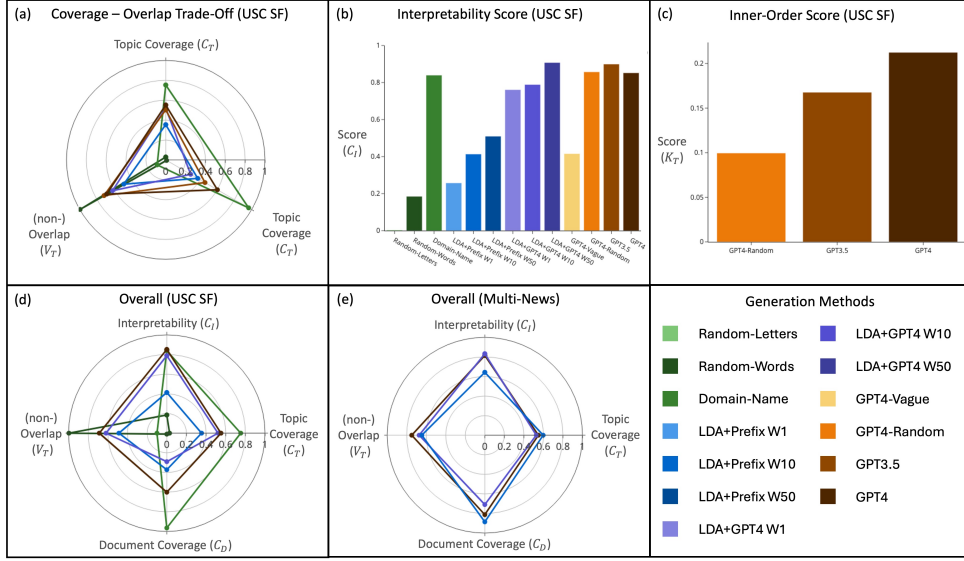 (a) Coverage – Overlap Trade-Off (USC SF)
Topic Coverage (C_T)
0 0.2 0.4 0.6 0.8 1
(non-)
Overlap
(V_T)
Topic
Coverage
(C_T)
(b) Interpretability Score (USC SF)
1
0.8
0.6
0.4
0.2
0
Score
(C_I)
Random-Letters
Random-Words
Domain-Name
LDA+Prefix W1
LDA+Prefix W10
LDA+Prefix W50
LDA+GPT4 W1
LDA+GPT4 W10
LDA+GPT4 W50
GPT4-Vague
GPT4-Random
GPT3.5
GPT4
(c) Inner-Order Score (USC SF)
0.2
0.15
0.1
0.05
0
Score
(K_T)
GPT4-Random
GPT3.5
GPT4
(d) Overall (USC SF)
Interpretability (C_I)
(non-)
Overlap
(V_T)
0 0.2 0.4 0.6 0.8 1
Topic
Coverage
(C_T)
Document Coverage (C_D)
(e) Overall (Multi-News)
Interpretability (C_I)
(non-)
Overlap
(V_T)
0 0.2 0.4 0.6 0.8 1
Topic
Coverage
(C_T)
Document Coverage (C_D)
Generation Methods
Random-Letters
Random-Words
Domain-Name
LDA+Prefix W1
LDA+Prefix W10
LDA+Prefix W50
LDA+GPT4 W1
LDA+GPT4 W10
LDA+GPT4 W50
GPT4-Vague
GPT4-Random
GPT3.5
GPT4